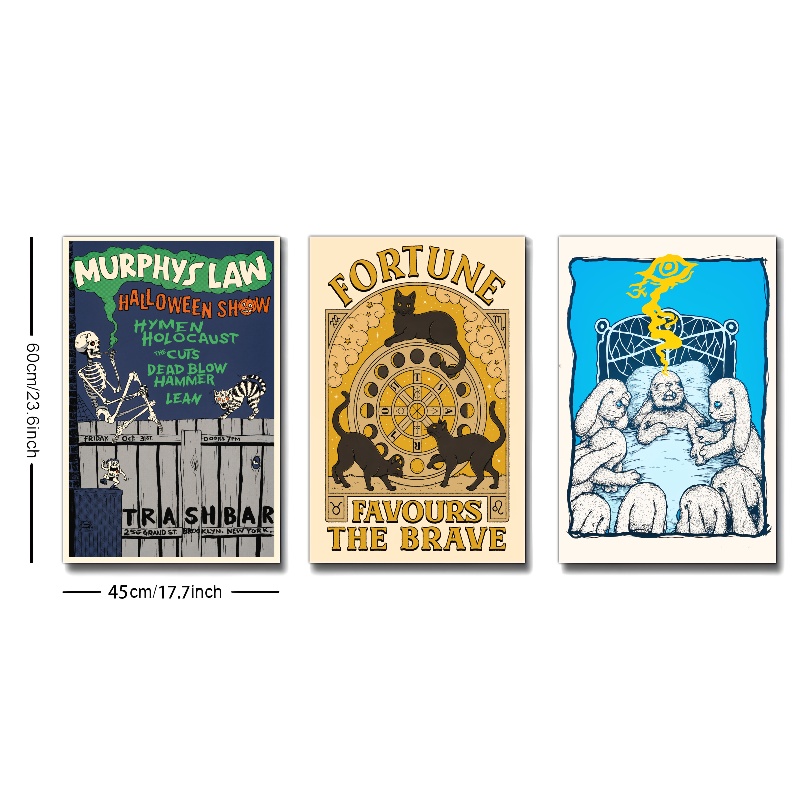 60cm/23.6inch
45cm/17.7inch
MURPHY'S LAW
HALLOWEEN SHOW
HYMEN
HOLOCAUST
THE CUTS
DEAD BLOW
HAMMER
LEAN
FRIDAY OCT 31ST.
DOORS 7PM
TRASHBAR
256 GRAND ST. BROOKLYN. NEW YORK.
FORTUNE
FAVOURS
THE BRAVE